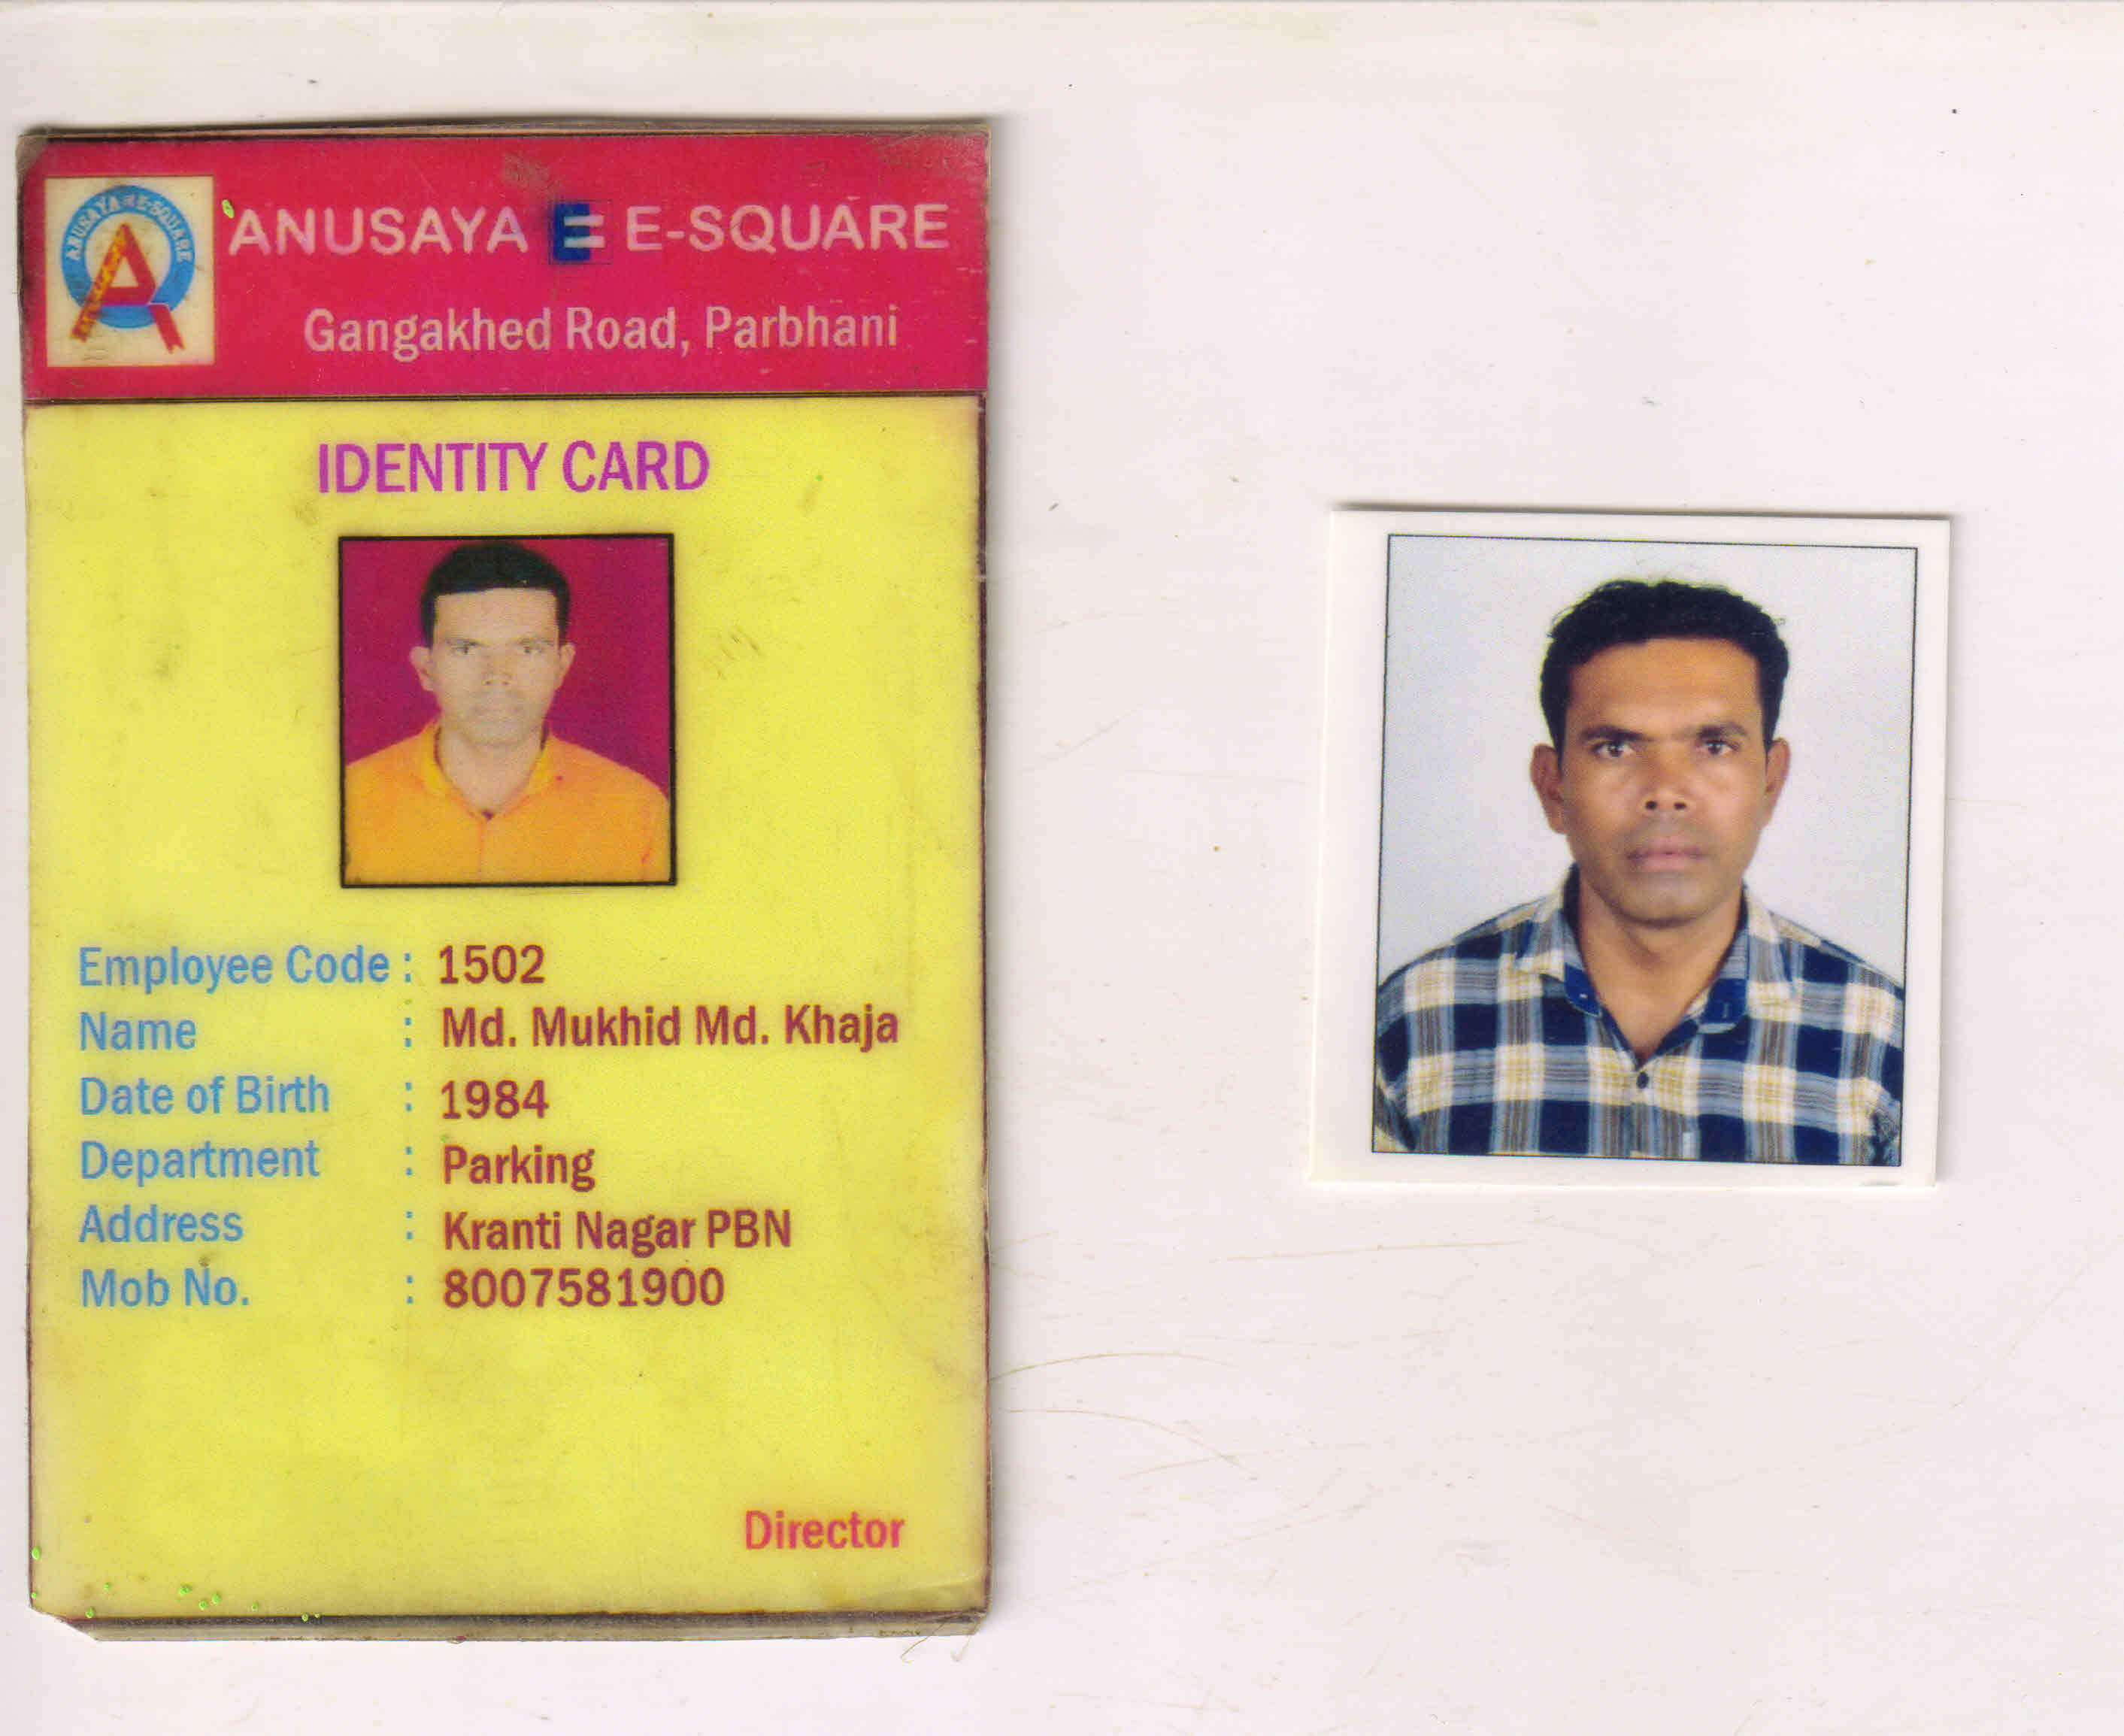 ANUSAYA E-SQUARE
ANUSAYA E E-SQUARE
Gangakhed Road, Parbhani
IDENTITY CARD
Employee Code : 1502
Name : Md. Mukhid Md. Khaja
Date of Birth : 1984
Department : Parking
Address : Kranti Nagar PBN
Mob No. : 8007581900
Director